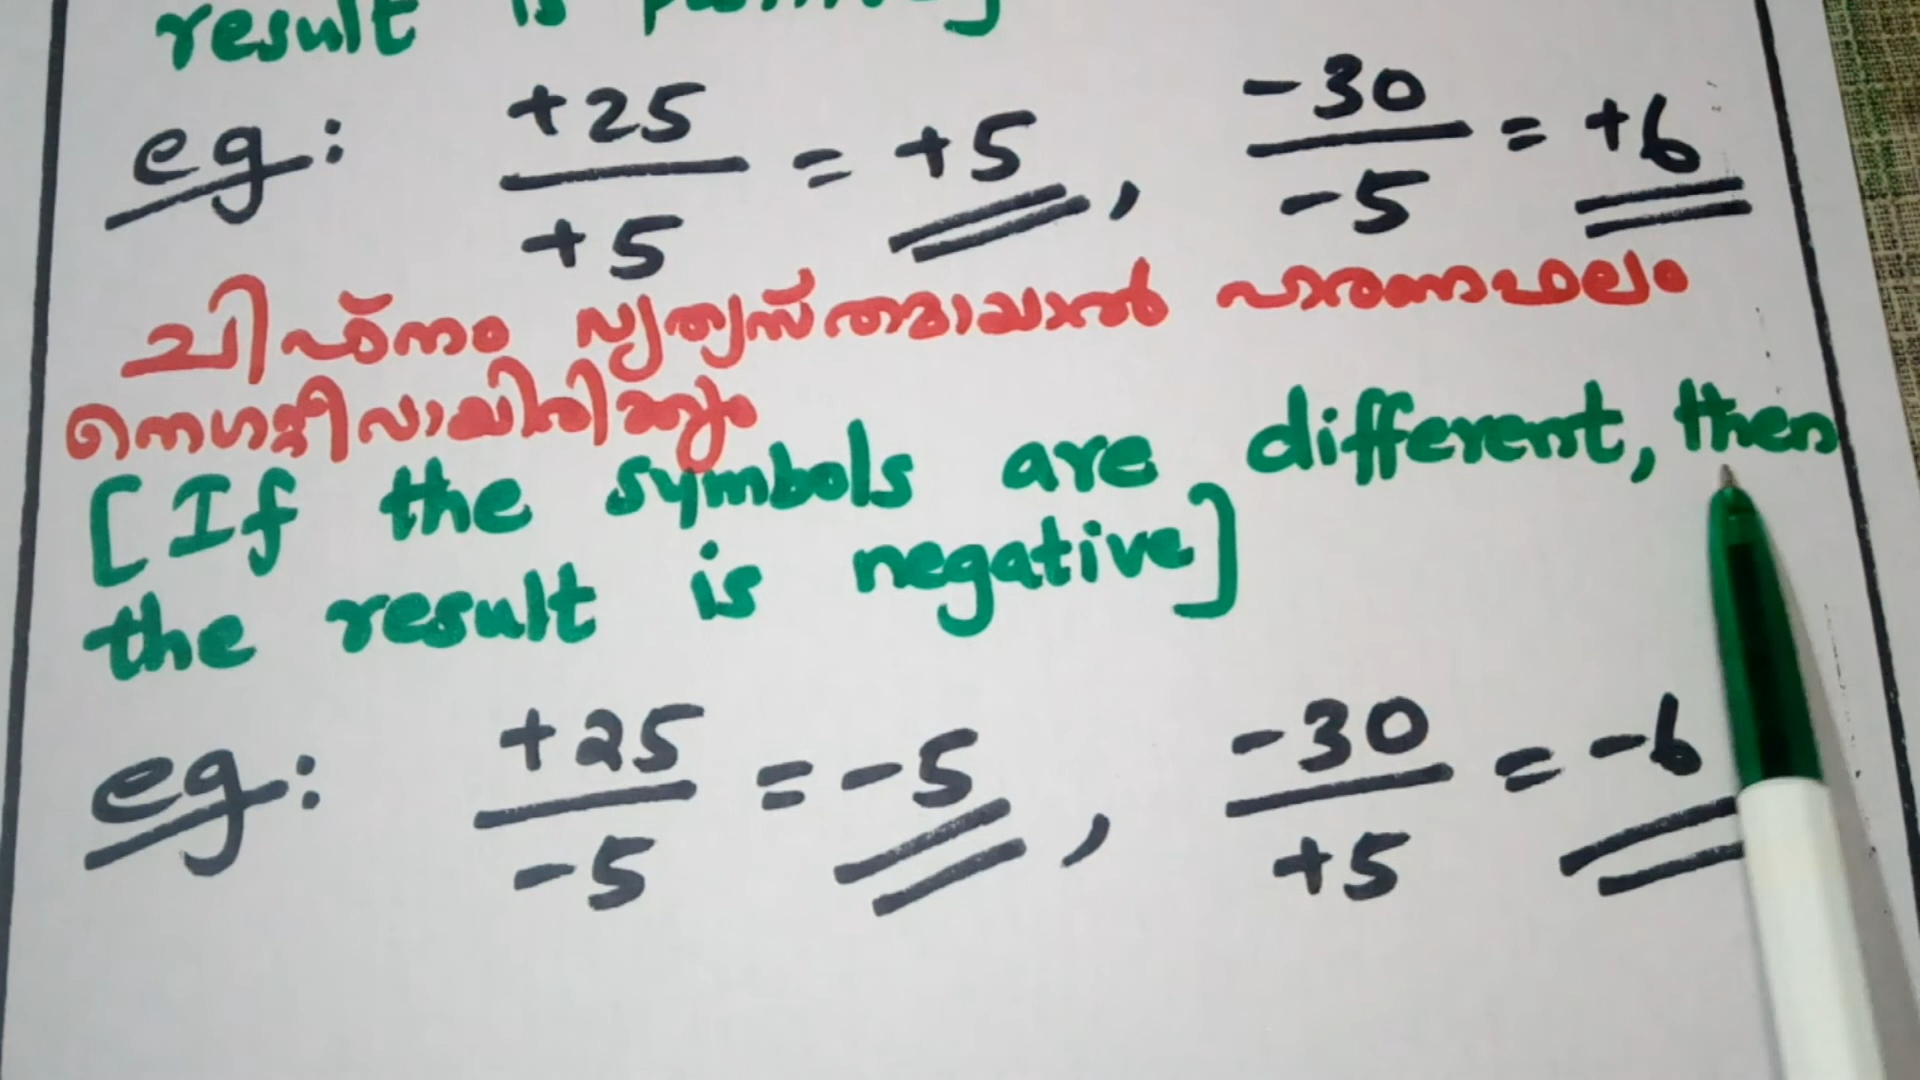 result is
eg: +25/+5 = +5, -30/-5 = +6
ചിഹ്നം വ്യത്യസ്തമായാൽ ഹരണഫലം
നെഗറ്റീവായിരിക്കും
[If the symbols are different, then
the result is negative]
eg: +25/-5 = -5, -30/+5 = -6